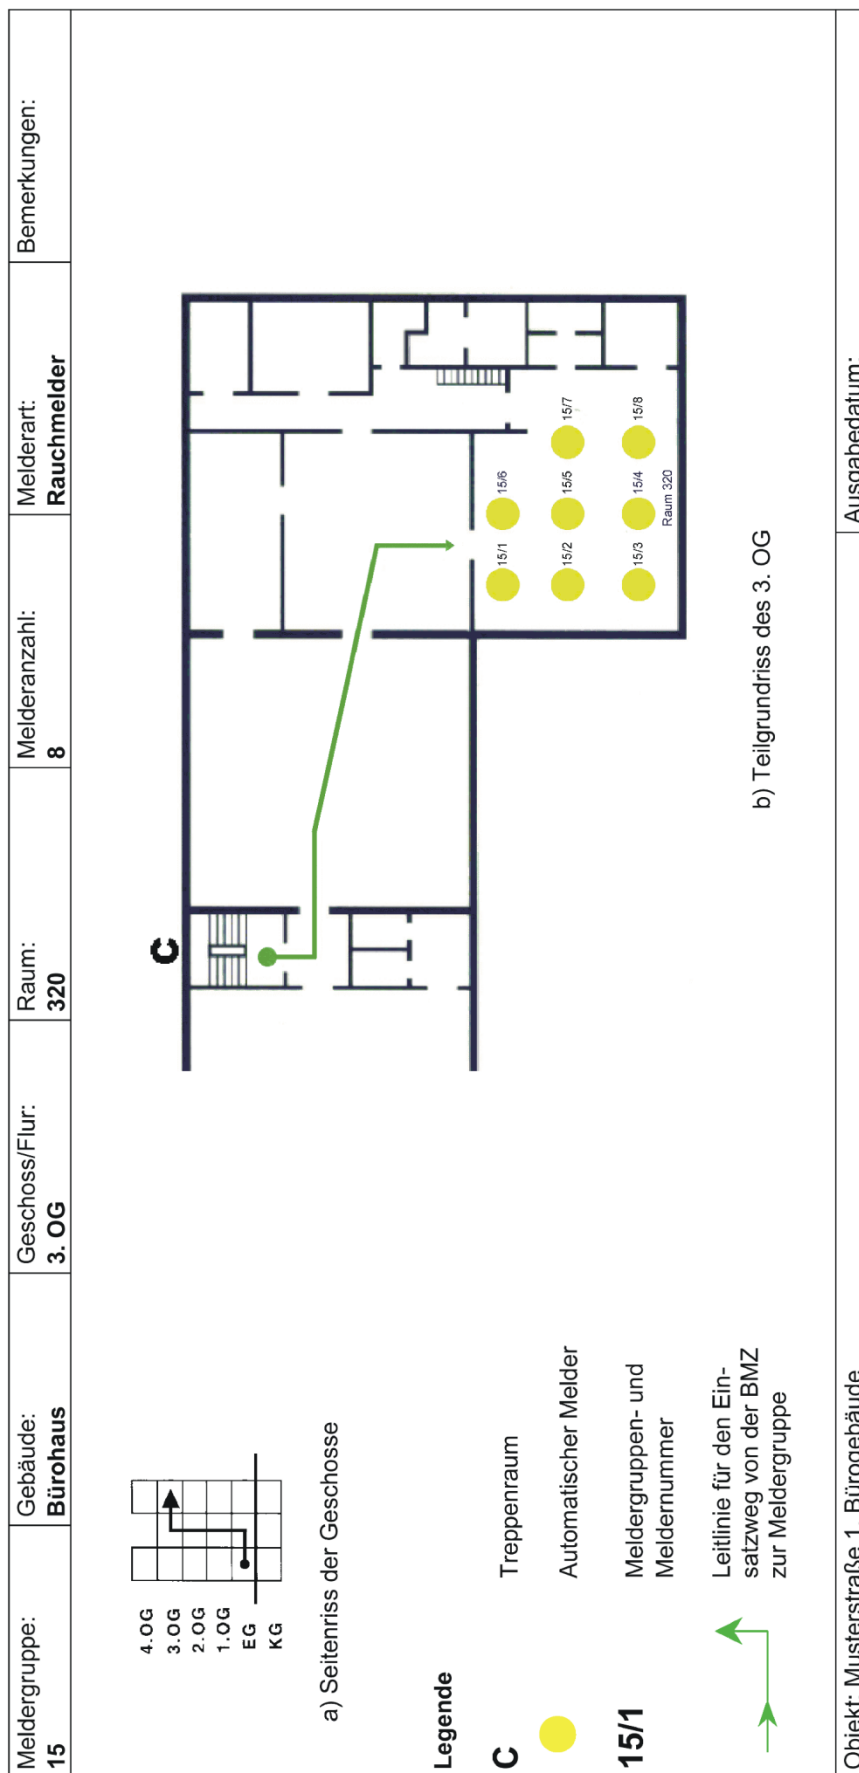 Meldergruppe:
15
Gebäude:
Bürohaus
Geschoss/Flur:
3. OG
Raum:
320
Melderanzahl:
8
Melderart:
Rauchmelder
Bemerkungen:
4.OG
3.OG
2.OG
1.OG
EG
KG
a) Seitenriss der Geschosse
C
15/1
15/6
15/2
15/5
15/7
15/3
15/4
15/8
Raum 320
b) Teilgrundriss des 3. OG
Legende
C
Treppenraum
Automatischer Melder
15/1
Meldergruppen- und
Meldernummer
Leitlinie für den Ein-
satzweg von der BMZ
zur Meldergruppe
Objekt: Musterstraße 1, Bürogebäude
Ausgabedatum: